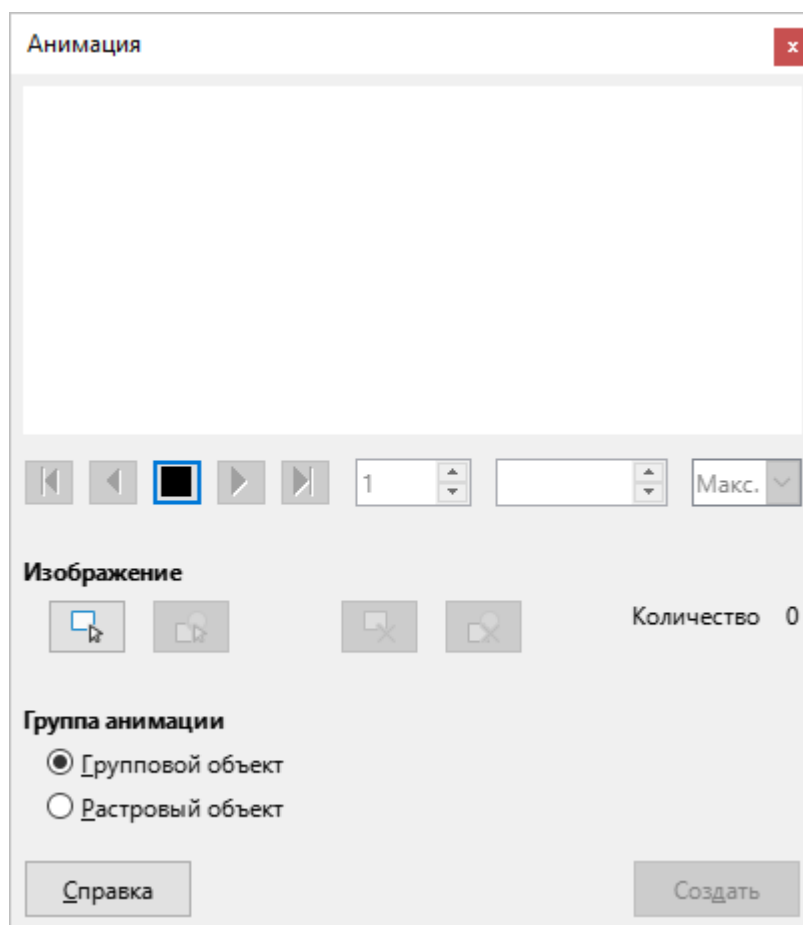 Анимация
1 Макс.
Изображение
Количество 0
Группа анимации
Групповой объект
Растровый объект
Справка Создать